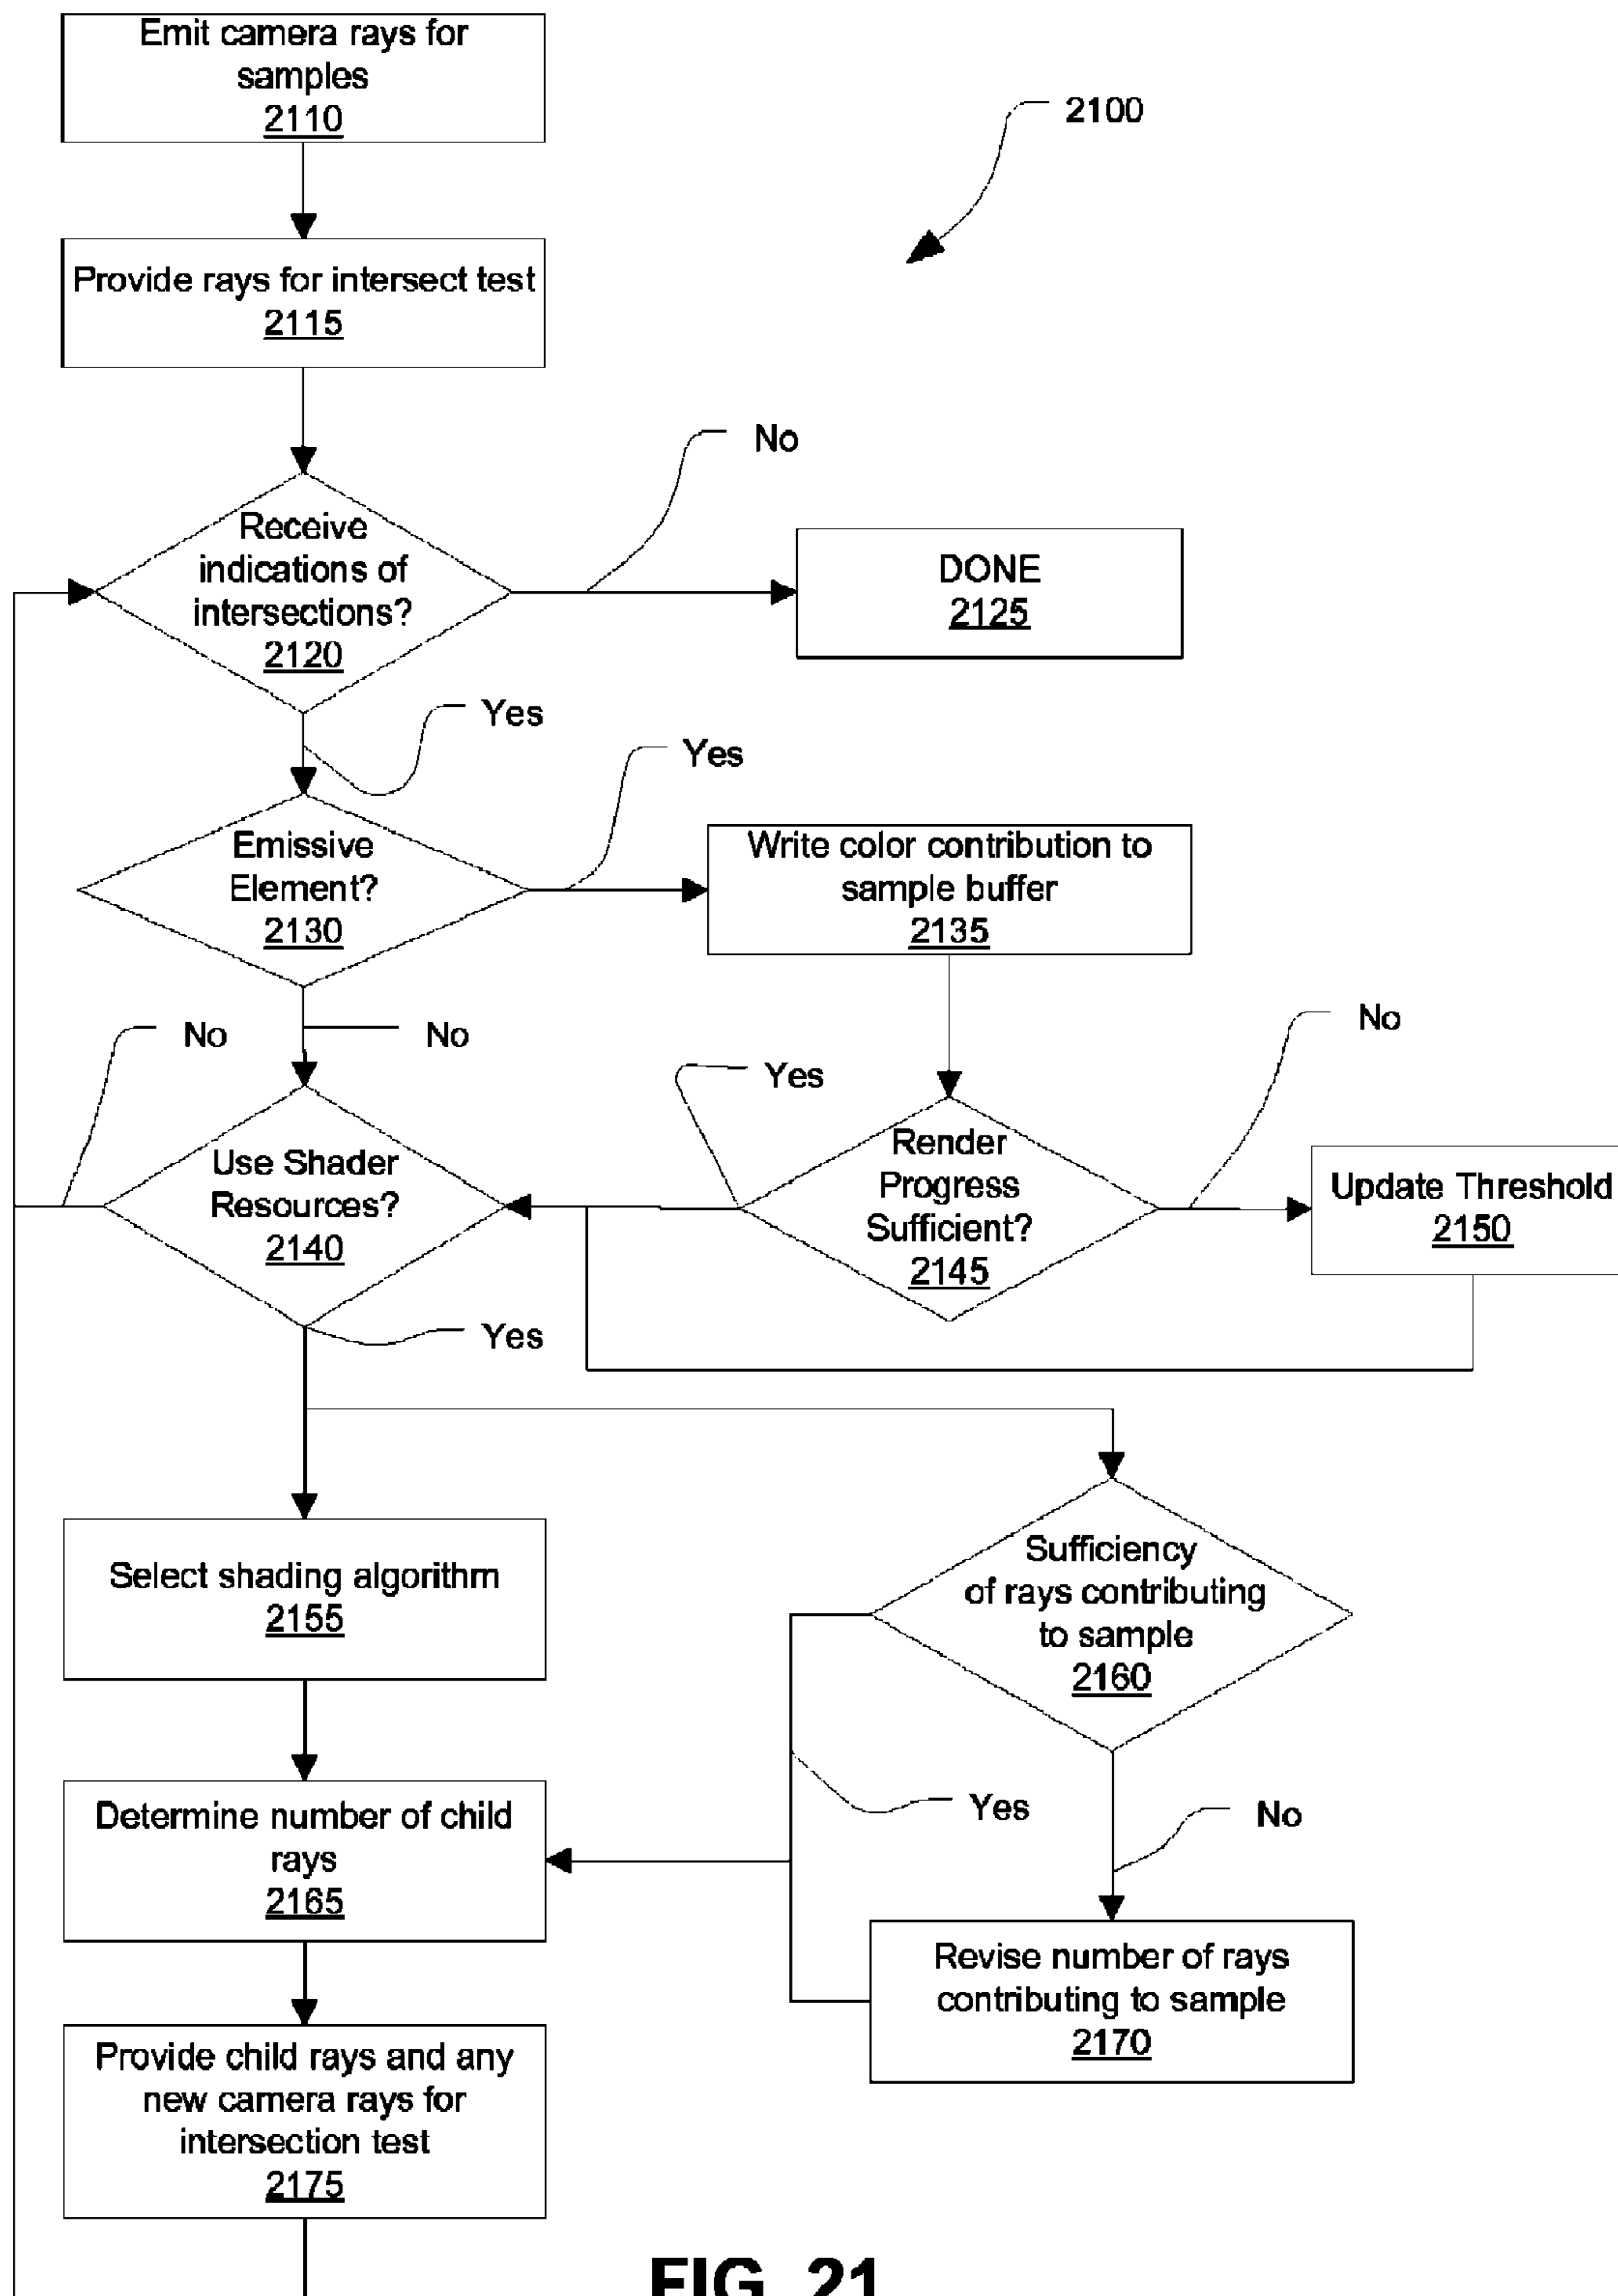 Emit camera rays for
samples
2110
2100
Provide rays for intersect test
2115
No
Receive
indications of
intersections?
2120
DONE
2125
Yes
Yes
Emissive
Element?
2130
Write color contribution to
sample buffer
2135
No
No
Yes
No
Use Shader
Resources?
2140
Render
Progress
Sufficient?
2145
Update Threshold
2150
Yes
Select shading algorithm
2155
Sufficiency
of rays contributing
to sample
2160
Determine number of child
rays
2165
Yes
No
Revise number of rays
contributing to sample
2170
Provide child rays and any
new camera rays for
intersection test
2175
FIG. 21